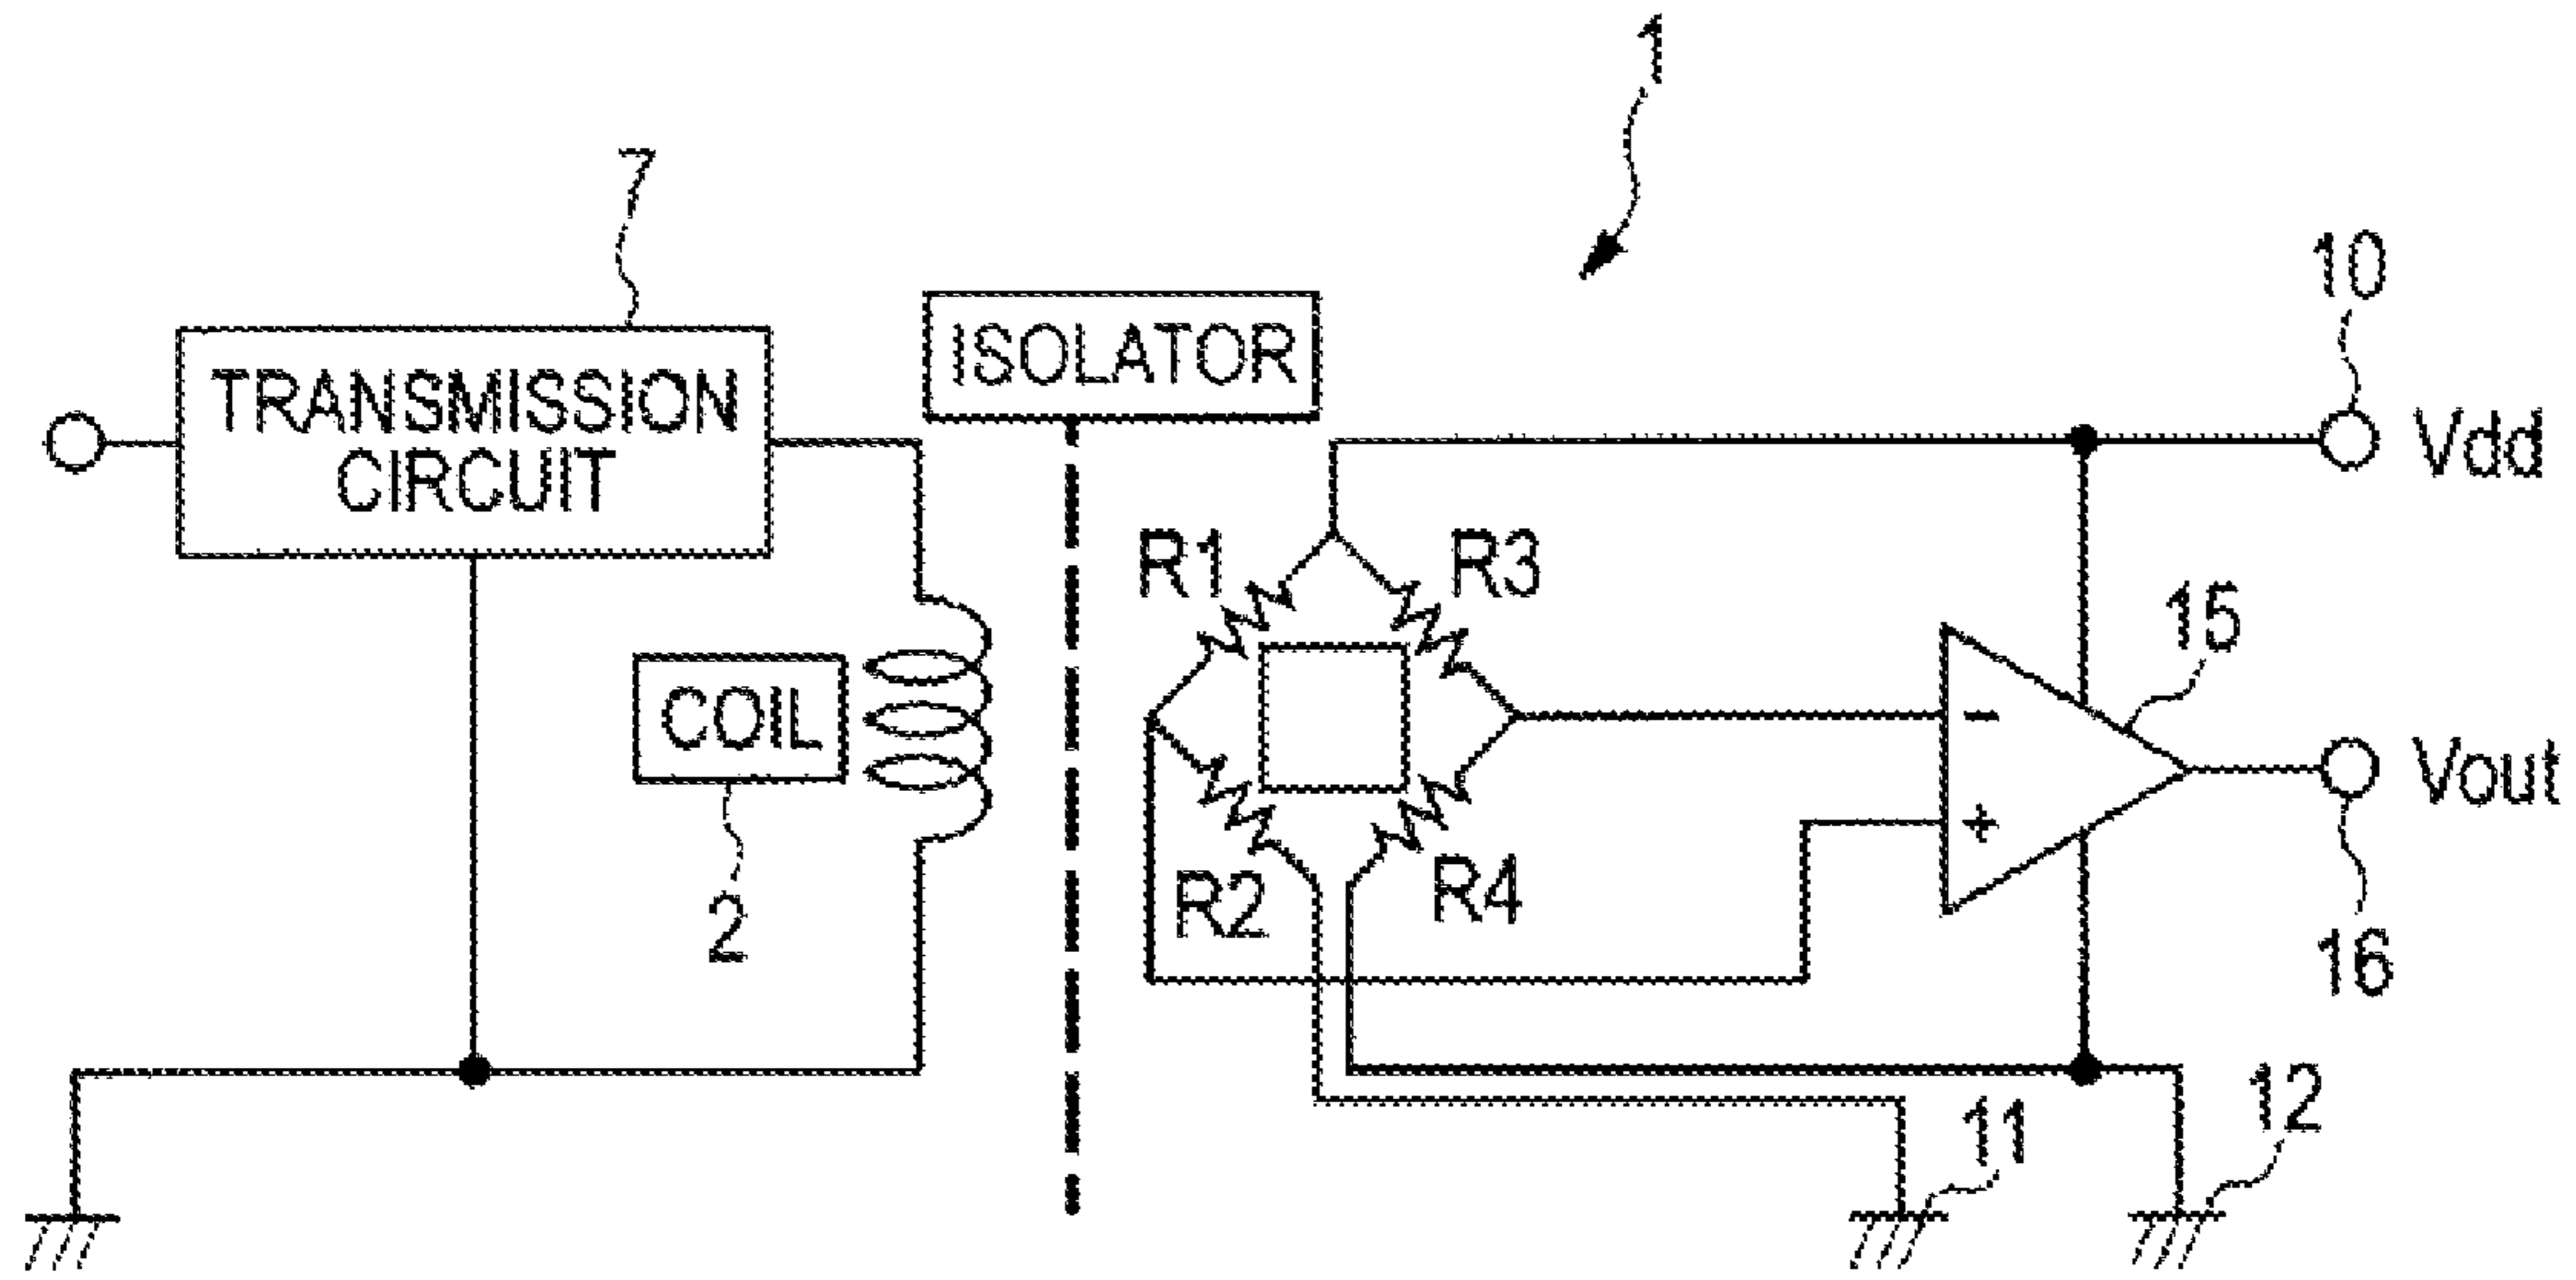 1
7
10
ISOLATOR
TRANSMISSION
CIRCUIT
Vdd
R1
R3
15
COIL
−
Vout
+
R2
R4
2
16
11
12